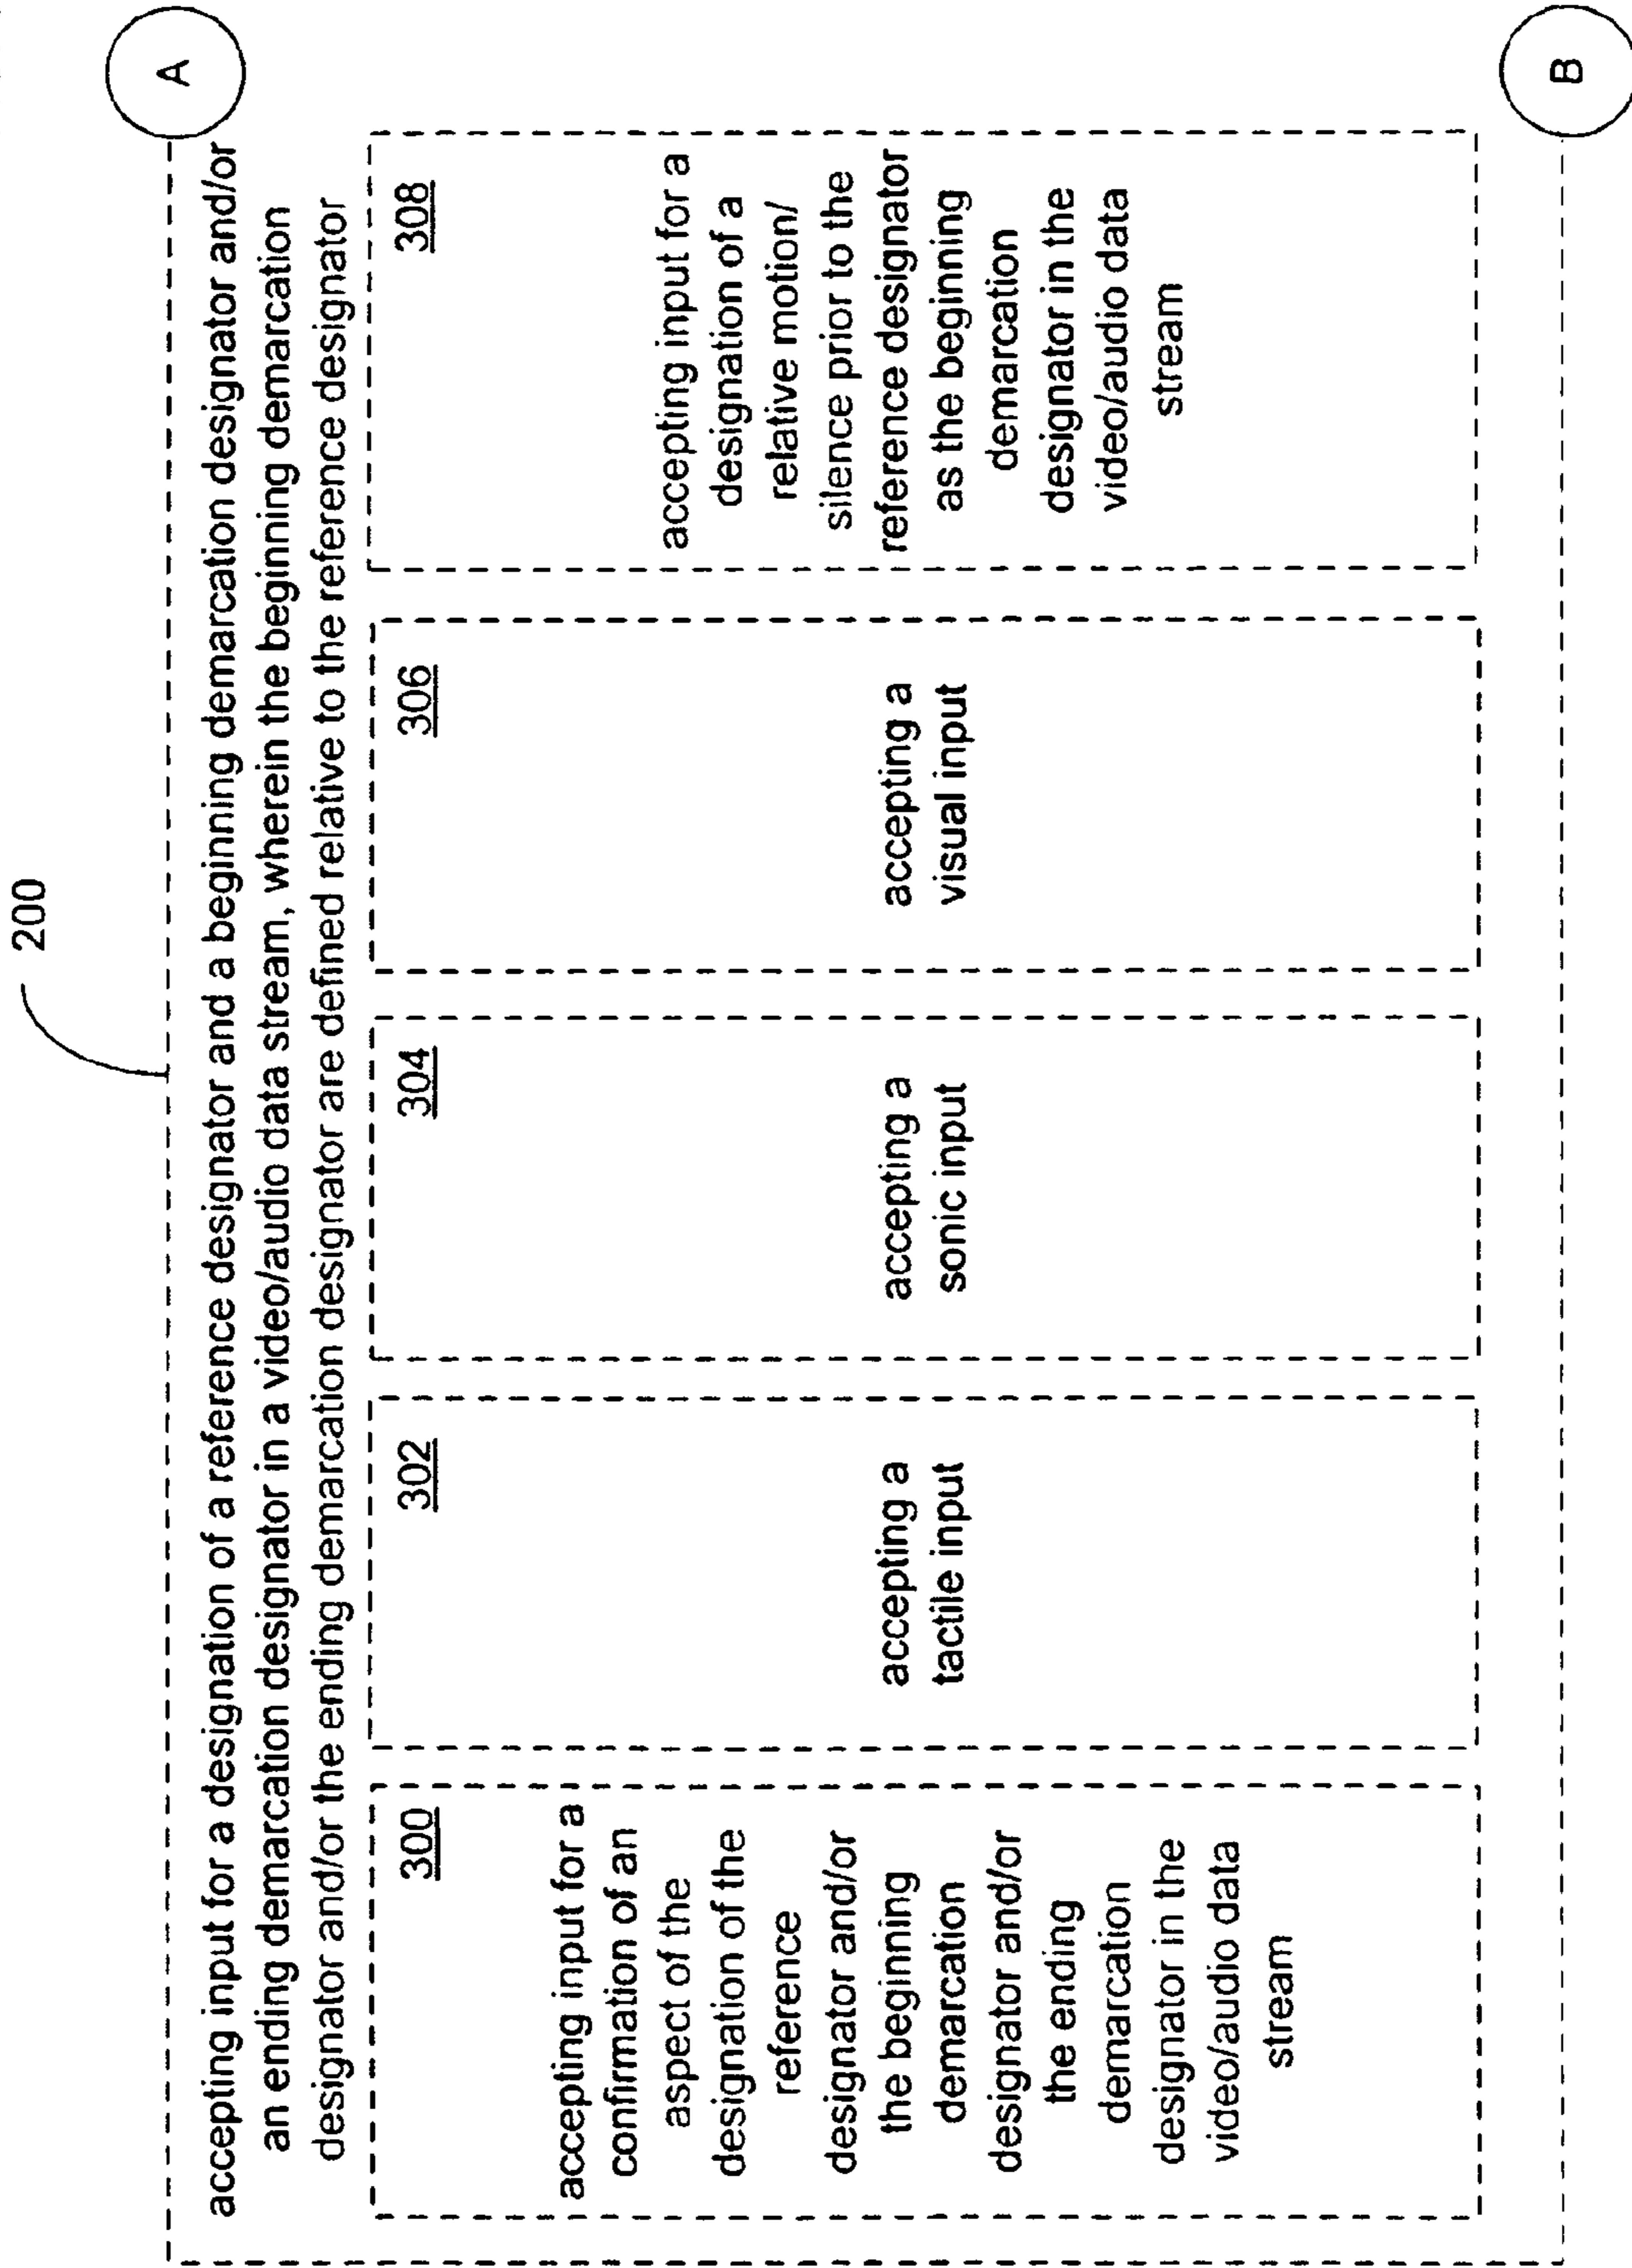 200
A
accepting input for a designation of a reference designator and a beginning demarcation designator and/or
an ending demarcation designator in a video/audio data stream, wherein the beginning demarcation
designator and/or the ending demarcation designator are defined relative to the reference designator
300
accepting input for a
confirmation of an
aspect of the
designation of the
reference
designator and/or
the beginning
demarcation
designator and/or
the ending
demarcation
designator in the
video/audio data
stream
302
accepting a
tactile input
304
accepting a
sonic input
306
accepting a
visual input
308
accepting input for a
designation of a
relative motion/
silence prior to the
reference designator
as the beginning
demarcation
designator in the
video/audio data
stream
B